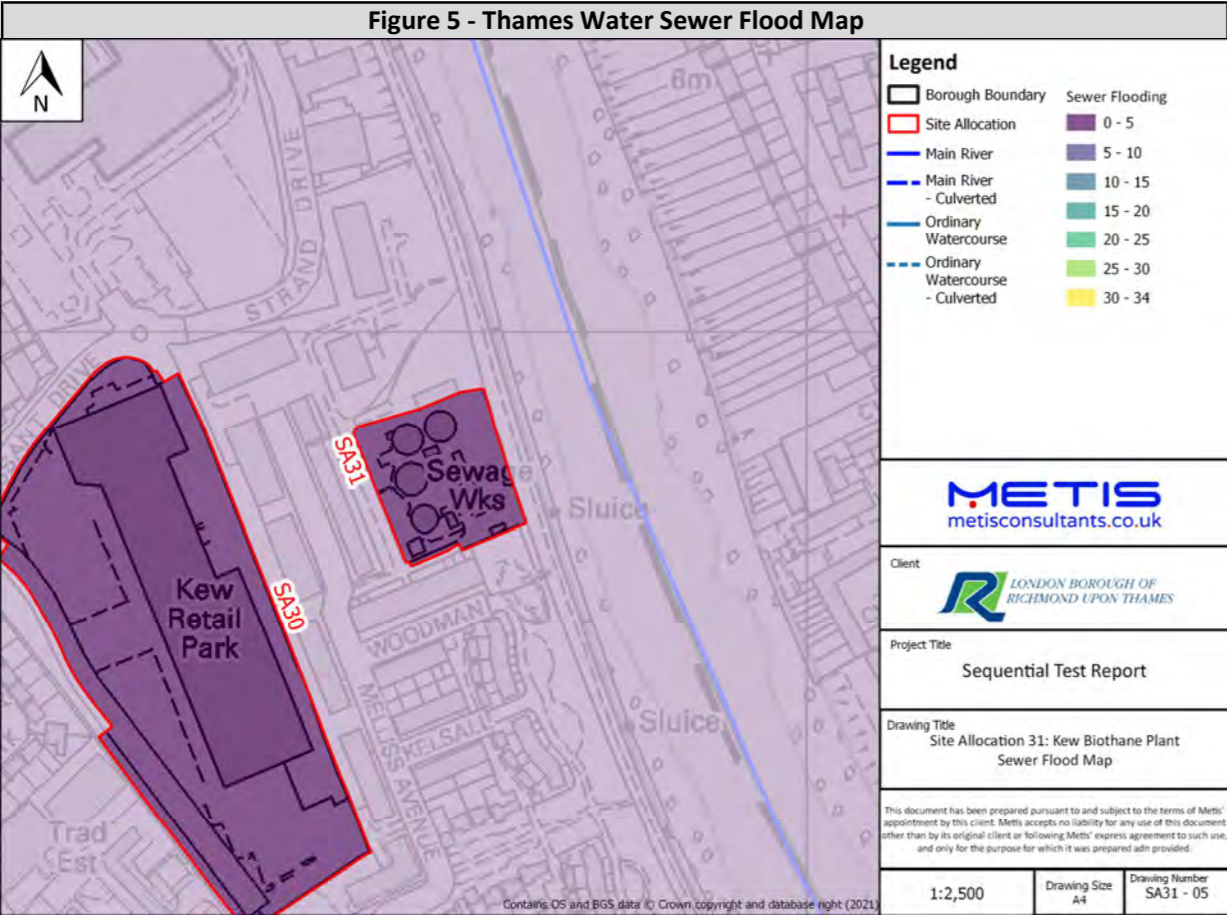 Figure 5 - Thames Water Sewer Flood Map
N
8m
STRAND DRIVE
DRIVE
SA31
Sewage
Wks
Sluice
SA30
Kew
Retail
Park
WOODMAN
MELISS AVENUE
KELSA
Sluice
Trad
Est
Contains OS and BGS data © Crown copyright and database right (2021)
Legend
Borough Boundary
Site Allocation
Main River
Main River
- Culverted
Ordinary
Watercourse
Ordinary
Watercourse
- Culverted
Sewer Flooding
0 - 5
5 - 10
10 - 15
15 - 20
20 - 25
25 - 30
30 - 34
METIS
metisconsultants.co.uk
Client
LONDON BOROUGH OF
RICHMOND UPON THAMES
Project Title
Sequential Test Report
Drawing Title
Site Allocation 31: Kew Biothane Plant
Sewer Flood Map
This document has been prepared pursuant to and subject to the terms of Metis'
appointment by this client. Metis accepts no liability for any use of this document
other than by its original client or following Metis' express agreement to such use,
and only for the purpose for which it was prepared adn provided
1:2,500
Drawing Size
A4
Drawing Number
SA31 - 05